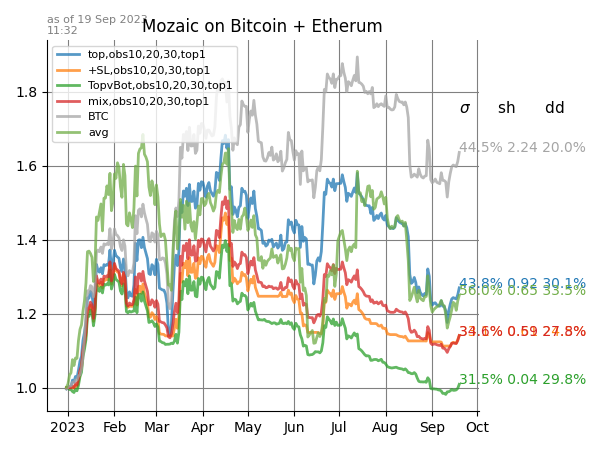 as of 19 Sep 2023
11:32
Mozaic on Bitcoin + Etherum
top,obs10,20,30,top1
+SL,obs10,20,30,top1
TopvBot,obs10,20,30,top1
mix,obs10,20,30,top1
BTC
avg
σ sh dd
44.5% 2.24 20.0%
43.8% 0.92 30.1%
56.0% 0.62 33.5%
34.6% 0.59 27.8%
31.5% 0.04 29.8%
1.8
1.6
1.4
1.2
1.0
2023 Feb Mar Apr May Jun Jul Aug Sep Oct